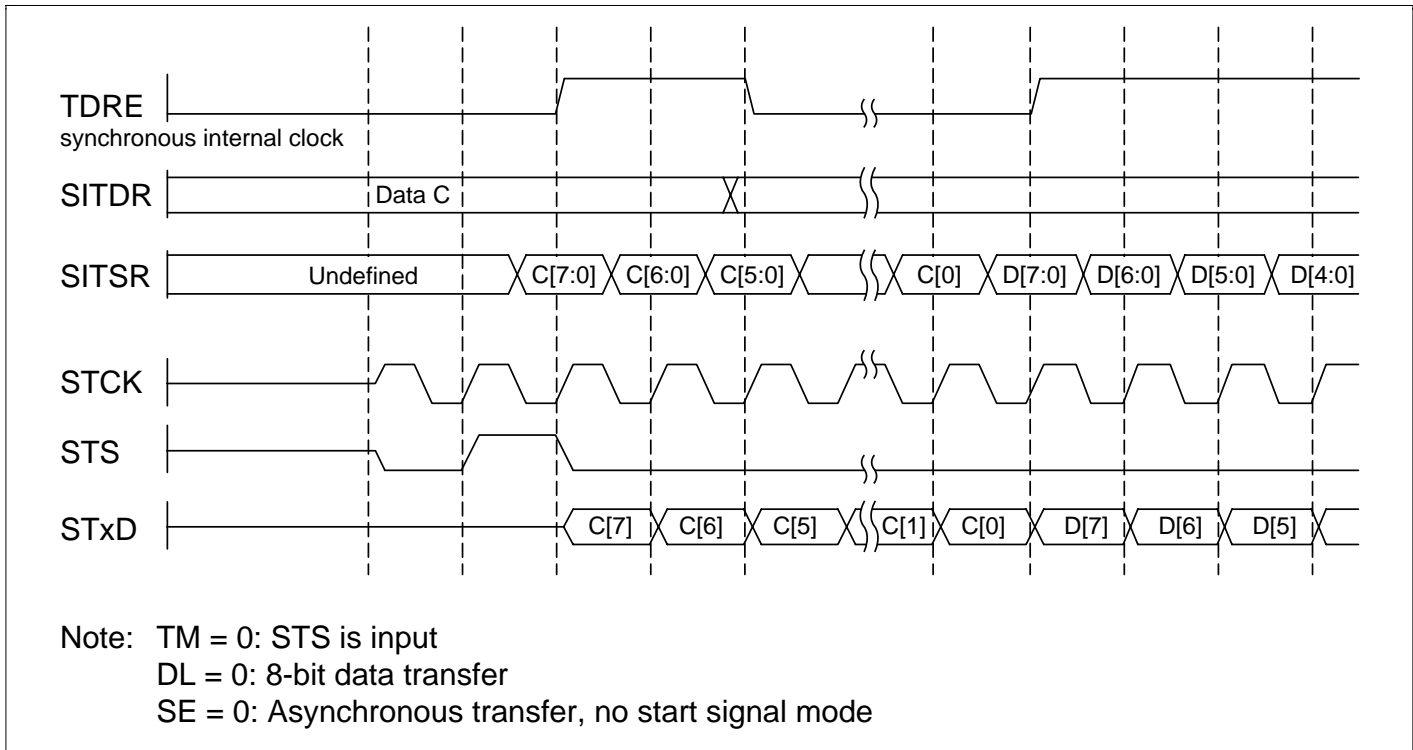 TDRE
synchronous internal clock
SITDR Data C
SITSR Undefined C[7:0] C[6:0] C[5:0] C[0] D[7:0] D[6:0] D[5:0] D[4:0]
STCK
STS
STxD C[7] C[6] C[5] C[1] C[0] D[7] D[6] D[5]
Note: TM = 0: STS is input
DL = 0: 8-bit data transfer
SE = 0: Asynchronous transfer, no start signal mode